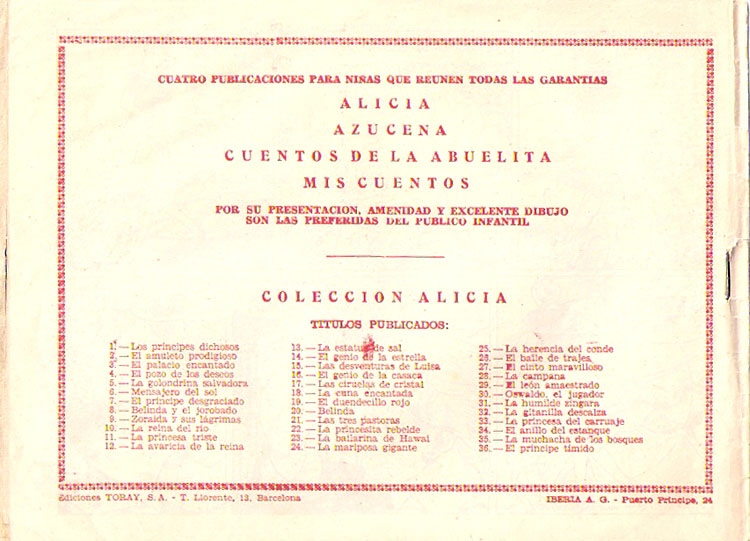 CUATRO PUBLICACIONES PARA NIÑAS QUE REUNEN TODAS LAS GARANTIAS
ALICIA
AZUCENA
CUENTOS DE LA ABUELITA
MIS CUENTOS
POR SU PRESENTACION, AMENIDAD Y EXCELENTE DIBUJO
SON LAS PREFERIDAS DEL PUBLICO INFANTIL
COLECCION ALICIA
TITULOS PUBLICADOS:
1.—Los príncipes dichosos
2.—El amuleto prodigioso
3.—El palacio encantado
4.—El pozo de los deseos
5.—La golondrina salvadora
6.—Mensajero del sol
7.—El príncipe desgraciado
8.—Belinda y el jorobado
9.—Zoraida y sus lágrimas
10.—La reina del río
11.—La princesa triste
12.—La avaricia de la reina
13.—La estatua de sal
14.—El genio de la estrella
15.—Las desventuras de Luisa
16.—El genio de la casaca
17.—Las ciruelas de cristal
18.—La cuna encantada
19.—El duendecillo rojo
20.—Belinda
21.—Las tres pastoras
22.—La princesita rebelde
23.—La bailarina de Hawai
24.—La mariposa gigante
25.—La herencia del conde
26.—El baile de trajes
27.—El cinto maravilloso
28.—La campana
29.—El león amaestrado
30.—Oswaldo, el jugador
31.—La humilde zíngara
32.—La gitanilla descalza
33.—La princesa del carruaje
34.—El anillo del estanque
35.—La muchacha de los bosques
36.—El príncipe tímido
Ediciones TORAY, S.A. - T. Llorente, 13, Barcelona
IBERIA A. G. - Puerto Príncipe, 24